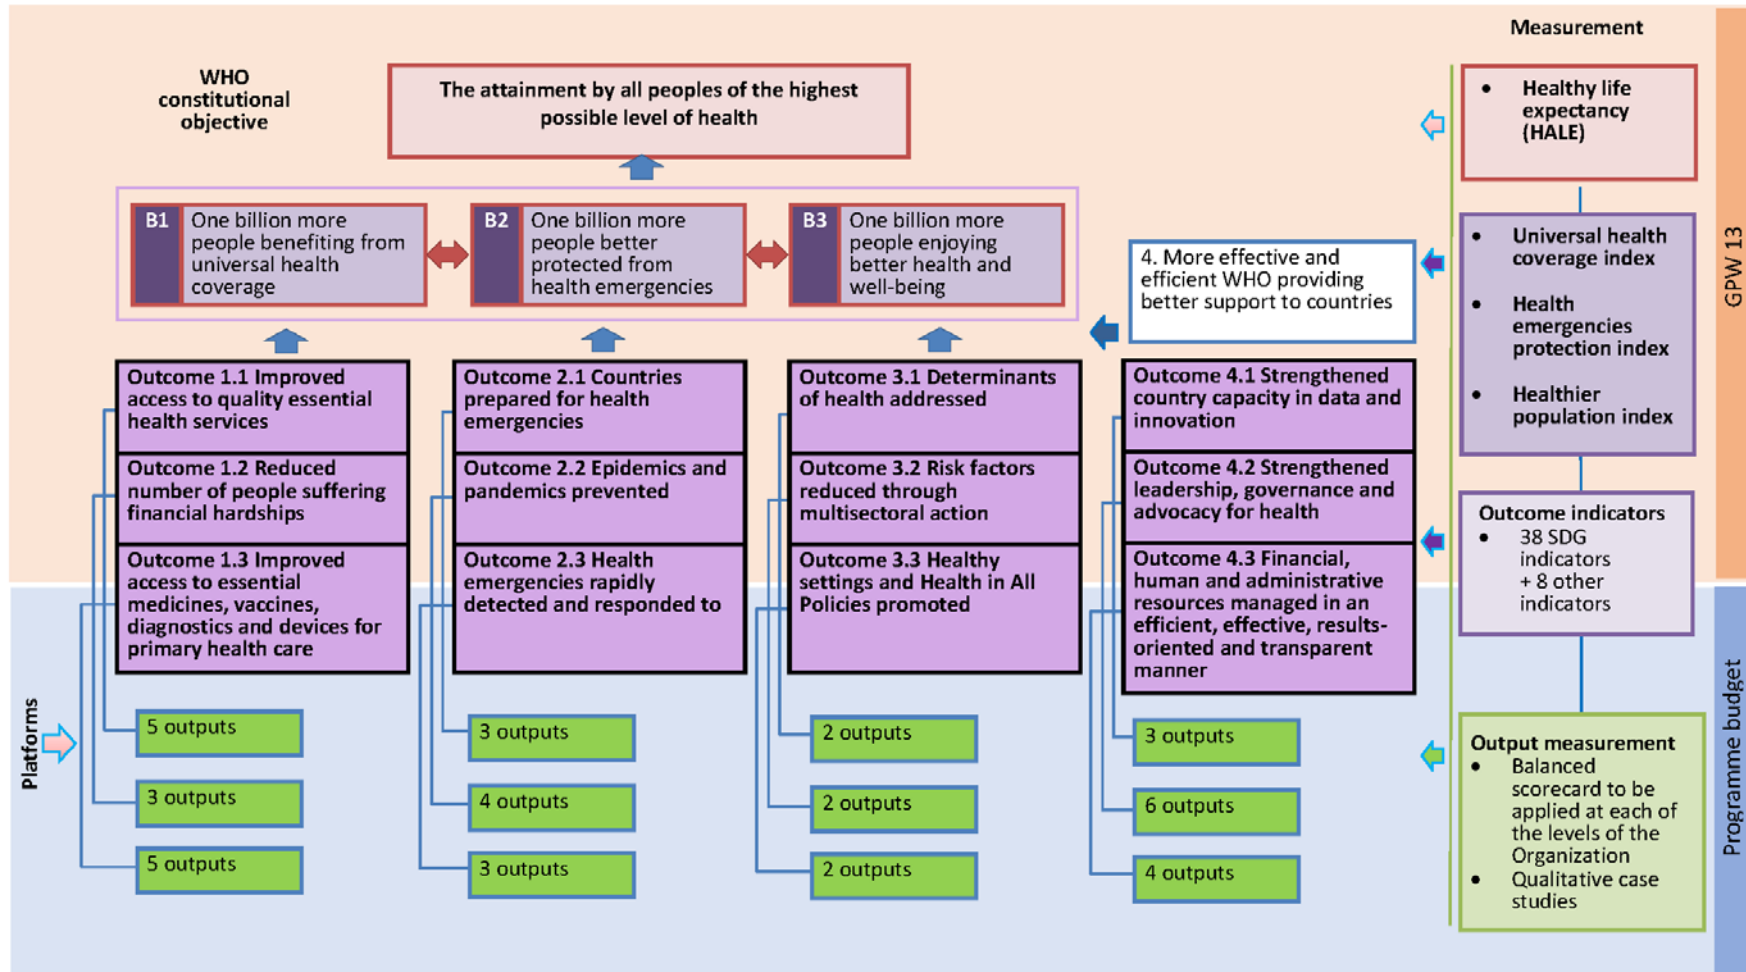 Measurement
WHO
constitutional
objective
The attainment by all peoples of the highest
possible level of health
• Healthy life
expectancy
(HALE)
B1
One billion more
people benefiting from
universal health
coverage
B2
One billion more
people better
protected from
health emergencies
B3
One billion more
people enjoying
better health and
well-being
4. More effective and
efficient WHO providing
better support to countries
• Universal health
coverage index
• Health
emergencies
protection index
• Healthier
population index
GPW 13
Outcome 1.1 Improved
access to quality essential
health services
Outcome 1.2 Reduced
number of people suffering
financial hardships
Outcome 1.3 Improved
access to essential
medicines, vaccines,
diagnostics and devices for
primary health care
Outcome 2.1 Countries
prepared for health
emergencies
Outcome 2.2 Epidemics and
pandemics prevented
Outcome 2.3 Health
emergencies rapidly
detected and responded to
Outcome 3.1 Determinants
of health addressed
Outcome 3.2 Risk factors
reduced through
multisectoral action
Outcome 3.3 Healthy
settings and Health in All
Policies promoted
Outcome 4.1 Strengthened
country capacity in data and
innovation
Outcome 4.2 Strengthened
leadership, governance and
advocacy for health
Outcome 4.3 Financial,
human and administrative
resources managed in an
efficient, effective, results-
oriented and transparent
manner
Outcome indicators
• 38 SDG
indicators
+ 8 other
indicators
Platforms
5 outputs
3 outputs
5 outputs
3 outputs
4 outputs
3 outputs
2 outputs
2 outputs
2 outputs
3 outputs
6 outputs
4 outputs
Output measurement
• Balanced
scorecard to be
applied at each of
the levels of the
Organization
• Qualitative case
studies
Programme budget